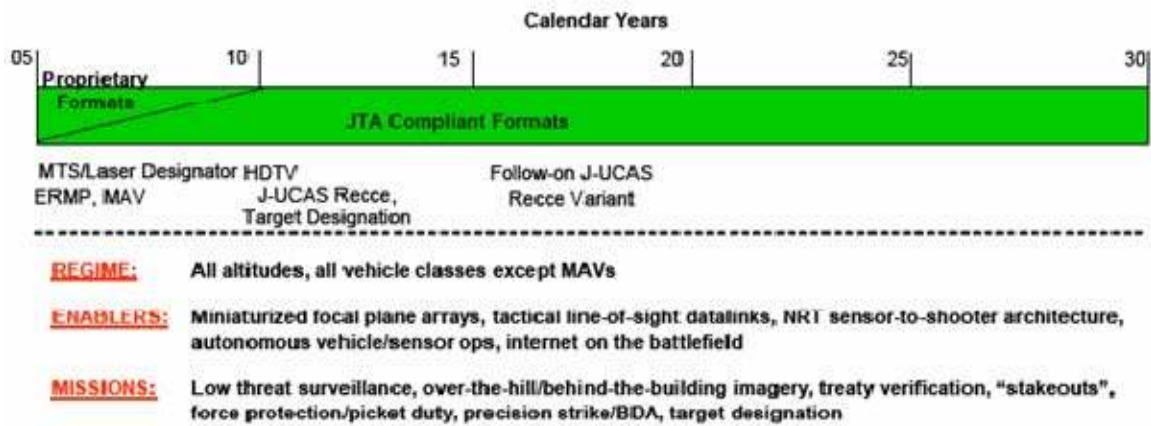 Calendar Years
05 10 15 20 25 30
Proprietary
Formats
JTA Compliant Formats
MTS/Laser Designator HDTV Follow-on J-UCAS
ERMP, MAV J-UCAS Recce, Recce Variant
Target Designation
REGIME: All altitudes, all vehicle classes except MAVs
ENABLERS: Miniaturized focal plane arrays, tactical line-of-sight datalinks, NRT sensor-to-shooter architecture,
autonomous vehicle/sensor ops, internet on the battlefield
MISSIONS: Low threat surveillance, over-the-hill/behind-the-building imagery, treaty verification, “stakeouts”,
force protection/picket duty, precision strike/BDA, target designation